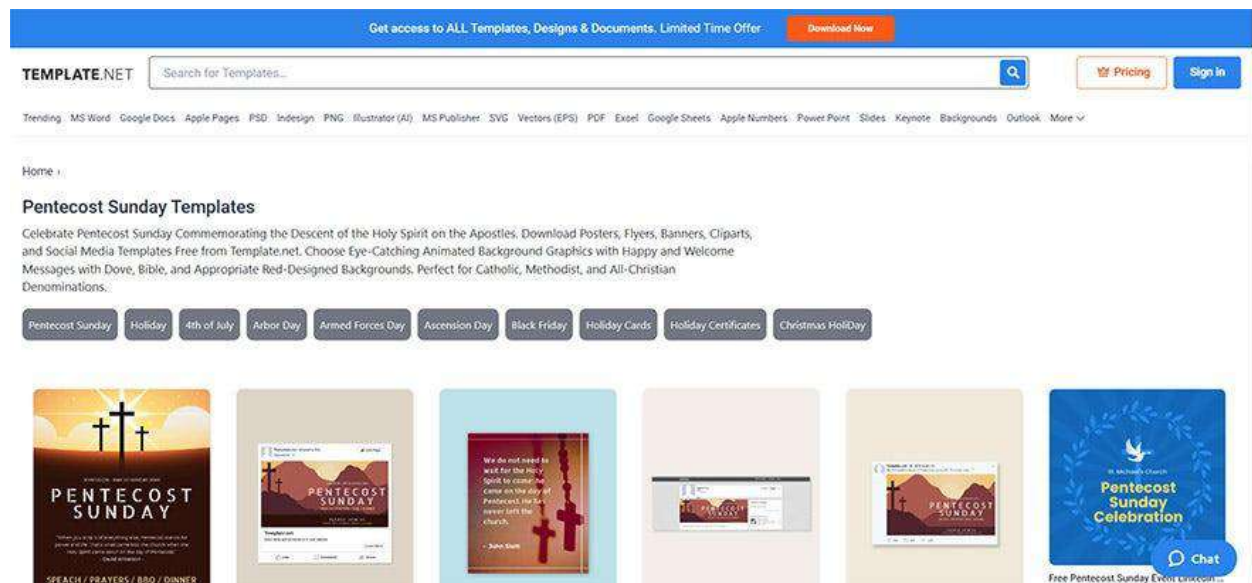 Get access to ALL Templates, Designs & Documents. Limited Time Offer Download Now
TEMPLATE.NET Search for Templates... Pricing Sign in
Trending MS Word Google Docs Apple Pages PSD Indesign PNG Illustrator (AI) MS Publisher SVG Vectors (EPS) PDF Excel Google Sheets Apple Numbers Power Point Slides Keynote Backgrounds Outlook More
Home ›
Pentecost Sunday Templates
Celebrate Pentecost Sunday Commemorating the Descent of the Holy Spirit on the Apostles. Download Posters, Flyers, Banners, Cliparts,
and Social Media Templates Free from Template.net. Choose Eye-Catching Animated Background Graphics with Happy and Welcome
Messages with Dove, Bible, and Appropriate Red-Designed Backgrounds. Perfect for Catholic, Methodist, and All-Christian
Denominations.
Pentecost Sunday Holiday 4th of July Arbor Day Armed Forces Day Ascension Day Black Friday Holiday Cards Holiday Certificates Christmas HoliDay
PENTECOST
SUNDAY
SPEACH / PRAYERS / BBQ / DINNER
PENTECOST
SUNDAY
We do not need to
wait for the Holy
Spirit to come: he
came on the day of
Pentecost. He has
never left the
church.
- John Stott
PENTECOST
SUNDAY
PENTECOST
SUNDAY
St. Michael's Church
Pentecost
Sunday
Celebration
Chat
Free Pentecost Sunday Event LinkedIn ...